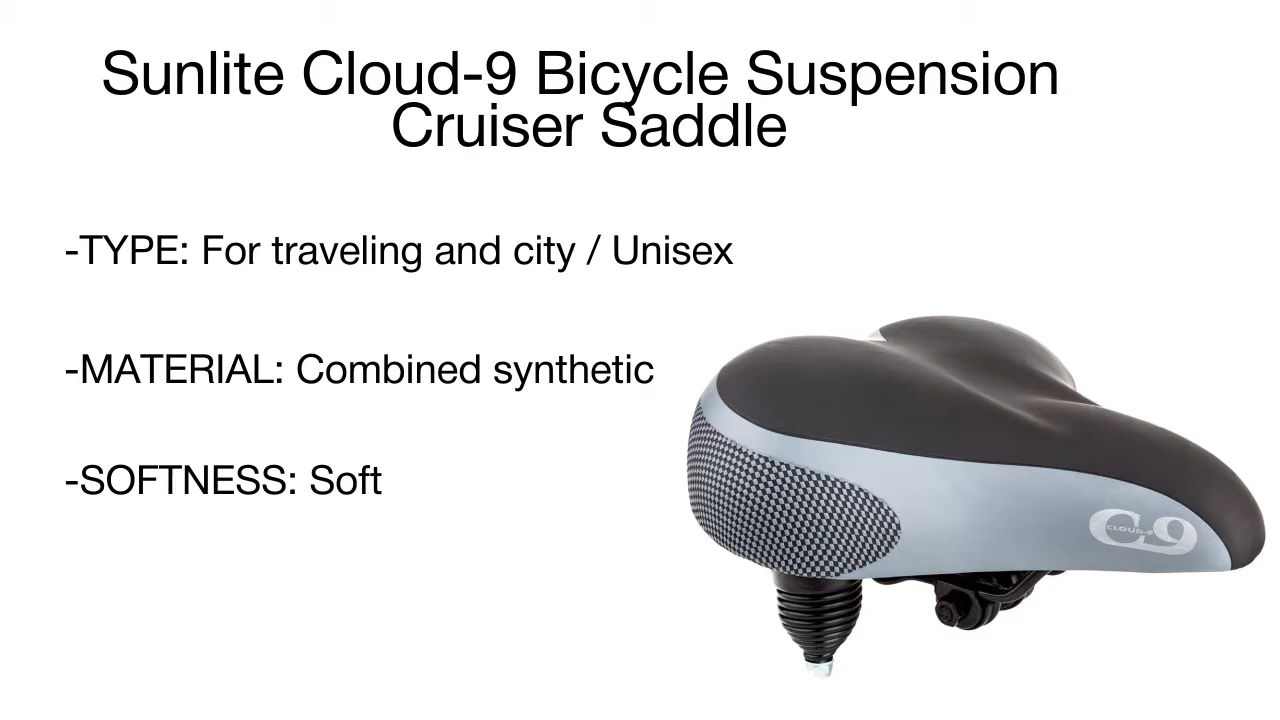 Sunlite Cloud-9 Bicycle Suspension
Cruiser Saddle
-TYPE: For traveling and city / Unisex
-MATERIAL: Combined synthetic
-SOFTNESS: Soft
C9
CLOUD-9